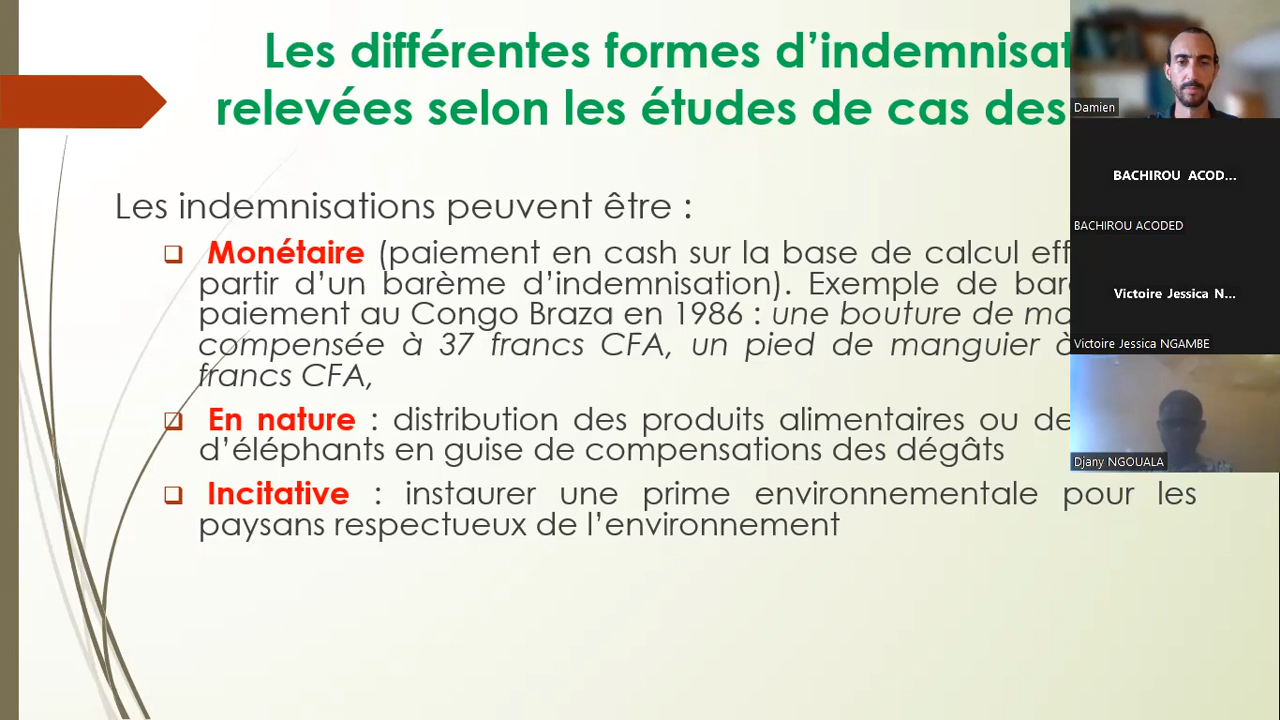 Les différentes formes d’indemnisat
relevées selon les études de cas des
Les indemnisations peuvent être :
Monétaire (paiement en cash sur la base de calcul eff
partir d’un barème d’indemnisation). Exemple de bar
paiement au Congo Braza en 1986 : une bouture de ma
compensée à 37 francs CFA, un pied de manguier à
francs CFA,
En nature : distribution des produits alimentaires ou de
d’éléphants en guise de compensations des dégâts
Incitative : instaurer une prime environnementale pour les
paysans respectueux de l’environnement
Damien
BACHIROU ACOD...
BACHIROU ACODED
Victoire Jessica N...
Victoire Jessica NGAMBE
Djany NGOUALA